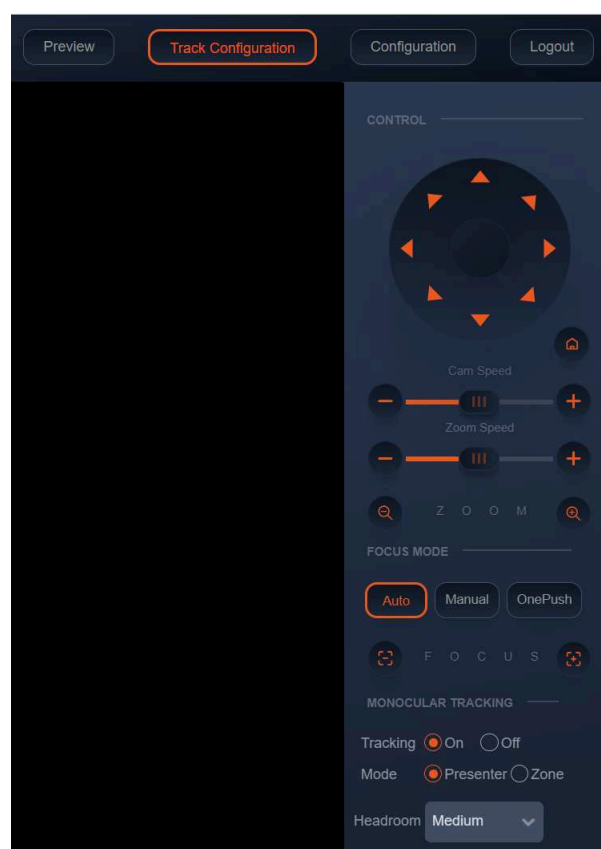 Preview Track Configuration Configuration Logout
CONTROL
Cam Speed
Zoom Speed
Z O O M
FOCUS MODE
Auto Manual OnePush
F O C U S
MONOCULAR TRACKING
Tracking On Off
Mode Presenter Zone
Headroom Medium